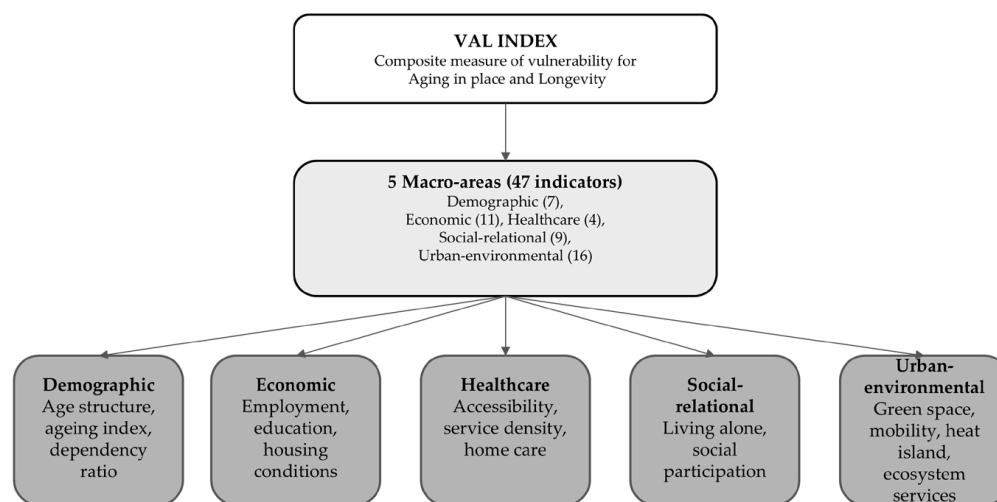 VAL INDEX
Composite measure of vulnerability for
Aging in place and Longevity
5 Macro-areas (47 indicators)
Demographic (7),
Economic (11), Healthcare (4),
Social-relational (9),
Urban-environmental (16)
Demographic
Age structure,
ageing index,
dependency
ratio
Economic
Employment,
education,
housing
conditions
Healthcare
Accessibility,
service density,
home care
Social-
relational
Living alone,
social
participation
Urban-
environmental
Green space,
mobility, heat
island,
ecosystem
services